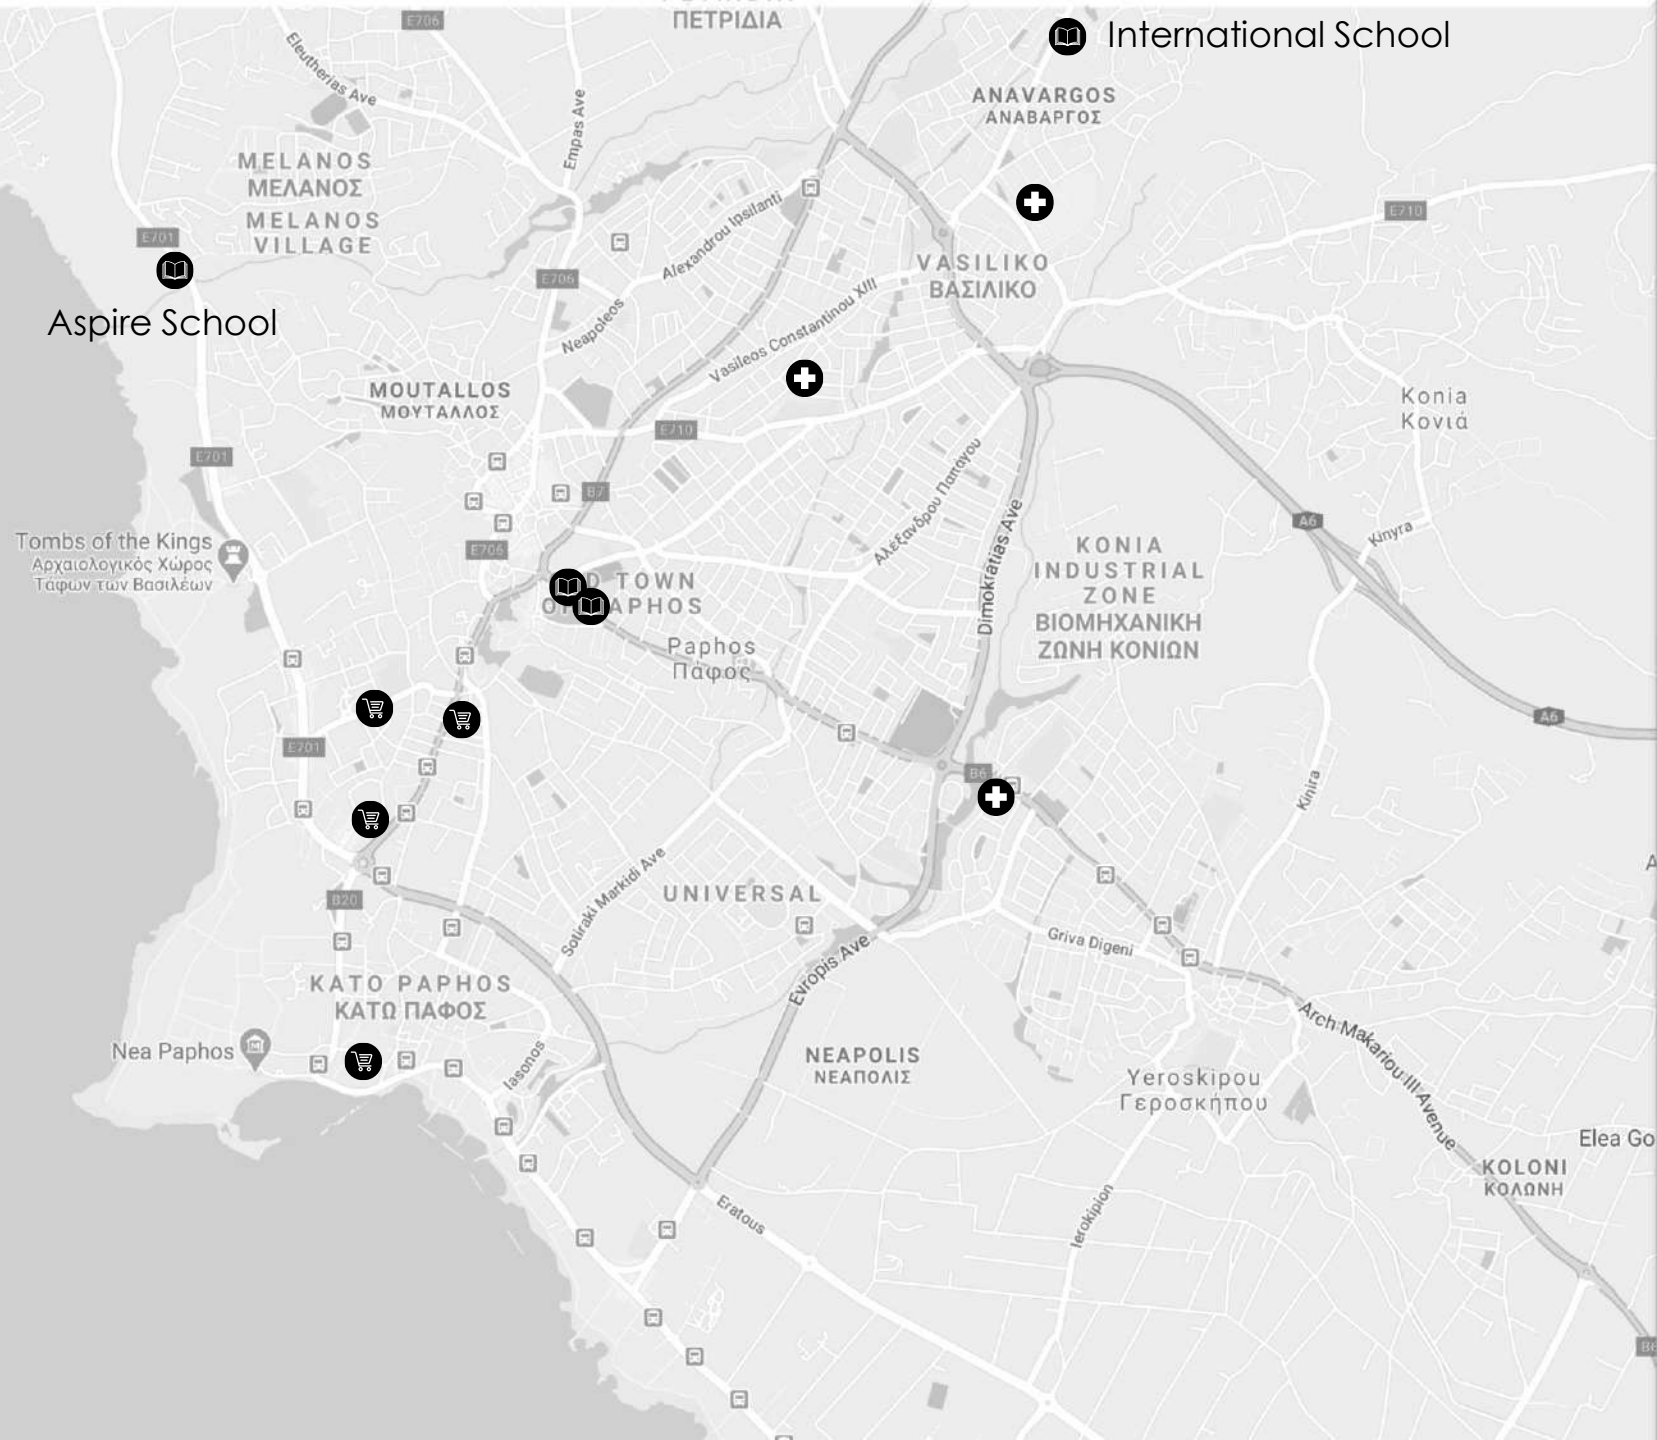 E706
ΠΕΤΡΙΔΙΑ
International School
Eleutherias Ave
Empas Ave
ANAVARGOS
ΑΝΑΒΑΡΓΟΣ
MELANOS
ΜΕΛΑΝΟΣ
MELANOS
VILLAGE
E701
Aspire School
E706
Alexandrou Ipsilanti
Neapoleos
Vasileos Constantinou XIII
VASILIKO
ΒΑΣΙΛΙΚΟ
E710
MOUTALLOS
ΜΟΥΤΑΛΛΟΣ
E710
Konia
Κονιά
E701
B7
Αλέξανδρου Παπάγου
Dimokratias Ave
A6
Kinyra
Tombs of the Kings
Αρχαιολογικός Χώρος
Τάφων των Βασιλέων
E706
KONIA
INDUSTRIAL
ZONE
ΒΙΟΜΗΧΑΝΙΚΗ
ΖΩΝΗ ΚΟΝΙΩΝ
D TOWN
APHOS
Paphos
Πάφος
A6
E701
B6
Kinira
B20
Sotiraki Markidi Ave
UNIVERSAL
Griva Digeni
Evropis Ave
KATO PAPHOS
ΚΑΤΩ ΠΑΦΟΣ
Nea Paphos
Iasonos
NEAPOLIS
ΝΕΑΠΟΛΙΣ
Yeroskipou
Γεροσκήπου
Arch Makariou III Avenue
Elea Go
KOLONI
ΚΟΛΩΝΗ
Eratous
Ierokipion